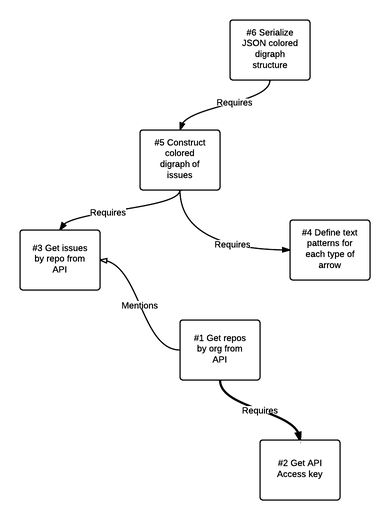 #6 Serialize
JSON colored
digraph
structure
Requires
#5 Construct
colored
digraph of
issues
Requires
Requires
#3 Get issues
by repo from
API
#4 Define text
patterns for
each type of
arrow
Mentions
#1 Get repos
by org from
API
Requires
#2 Get API
Access key